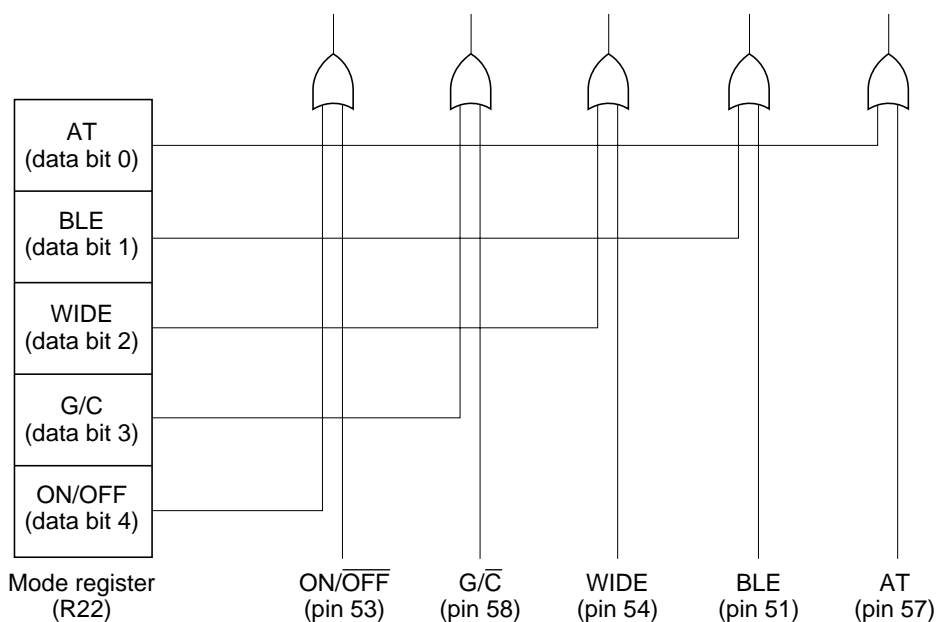 AT
(data bit 0)
BLE
(data bit 1)
WIDE
(data bit 2)
G/C
(data bit 3)
ON/OFF
(data bit 4)
Mode register
(R22)
ON/O̅F̅F̅
(pin 53)
G/C̅
(pin 58)
WIDE
(pin 54)
BLE
(pin 51)
AT
(pin 57)